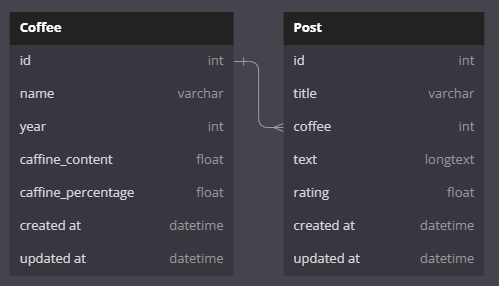 Coffee
id int
name varchar
year int
caffine_content float
caffine_percentage float
created at datetime
updated at datetime
Post
id int
title varchar
coffee int
text longtext
rating float
created at datetime
updated at datetime